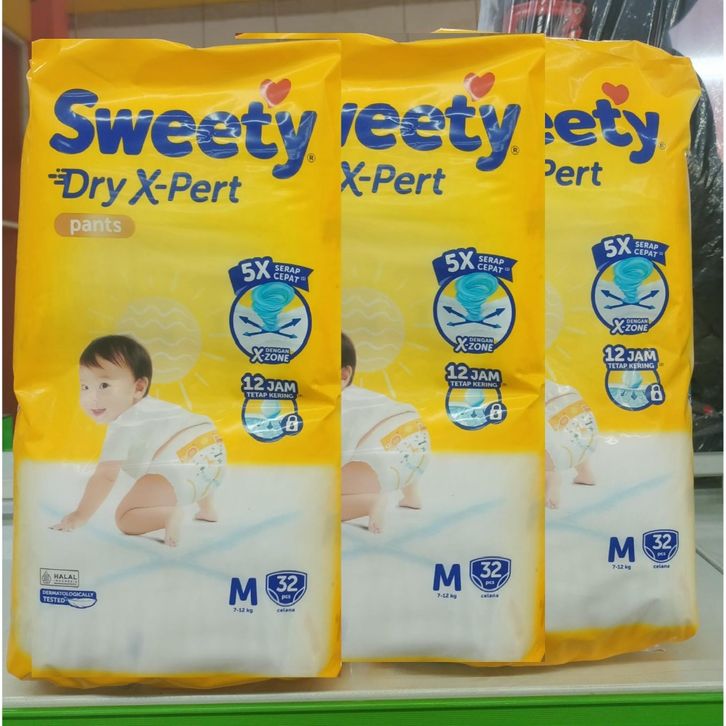 Sweety®
Dry X-Pert
pants
5X SERAP CEPAT
DENGAN
X-ZONE
12 JAM
TETAP KERING
HALAL
INDONESIA
DERMATOLOGICALLY
TESTED
M
7-12 kg
32
pcs
celana
weety®
X-Pert
5X SERAP CEPAT
DENGAN
X-ZONE
12 JAM
TETAP KERING
M
7-12 kg
32
pcs
celana
eety®
Pert
5X SERAP CEPAT
DENGAN
X-ZONE
12 JAM
TETAP KERING
M
7-12 kg
32
pcs
celana